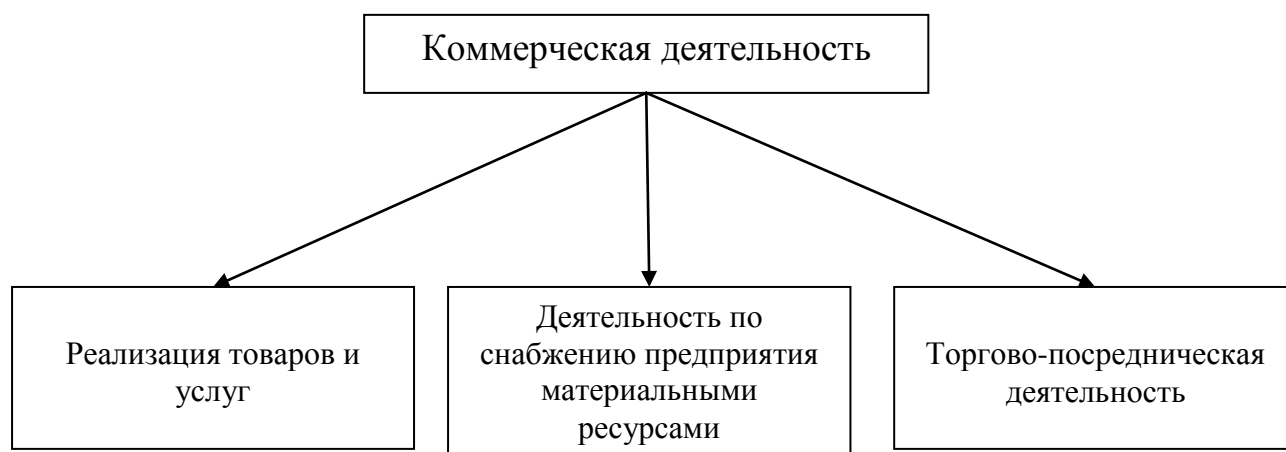 Коммерческая деятельность
Реализация товаров и
услуг
Деятельность по
снабжению предприятия
материальными
ресурсами
Торгово-посредническая
деятельность